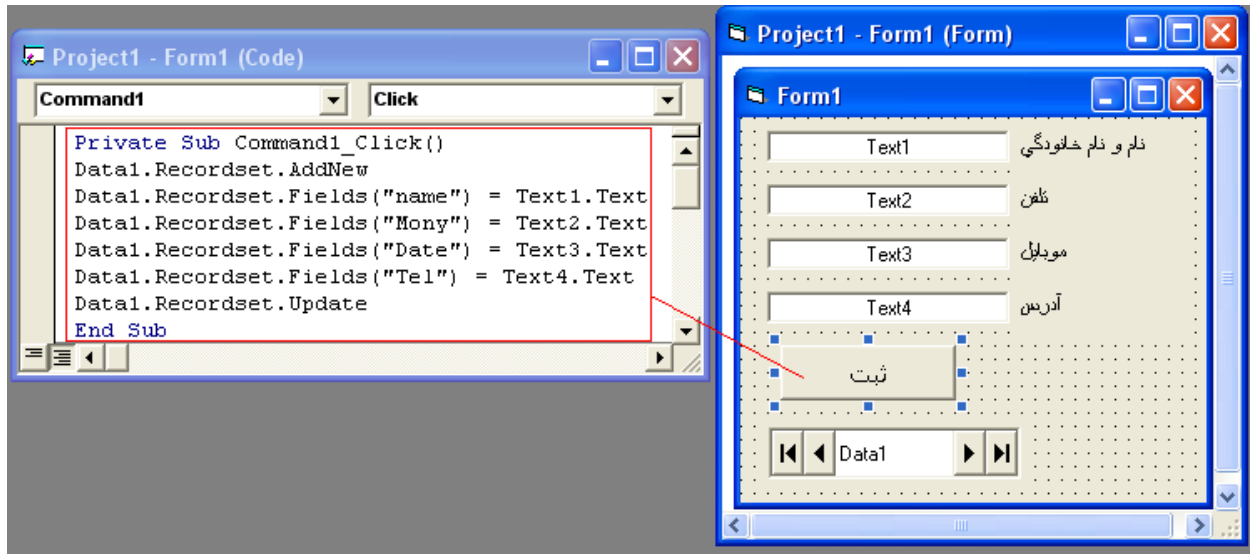 Project1 - Form1 (Code)
Command1
Click
Private Sub Command1_Click()
Data1.Recordset.AddNew
Data1.Recordset.Fields("name") = Text1.Text
Data1.Recordset.Fields("Mony") = Text2.Text
Data1.Recordset.Fields("Date") = Text3.Text
Data1.Recordset.Fields("Tel") = Text4.Text
Data1.Recordset.Update
End Sub
Project1 - Form1 (Form)
Form1
Text1
نام و نام خانودگي
Text2
تلفن
Text3
موبايل
Text4
آدرس
ثبت
Data1